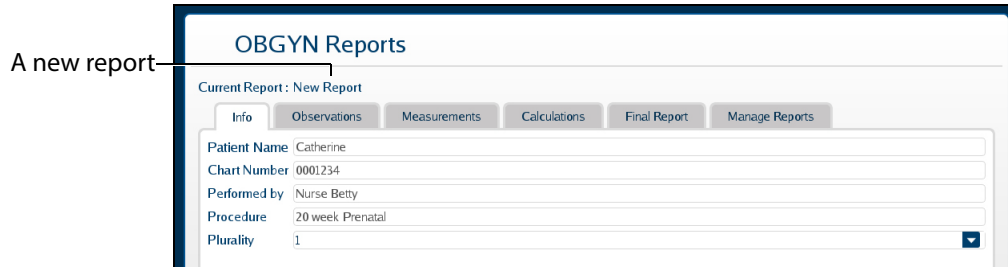 OBGYN Reports
A new report
Current Report : New Report
Info Observations Measurements Calculations Final Report Manage Reports
Patient Name Catherine
Chart Number 0001234
Performed by Nurse Betty
Procedure 20 week Prenatal
Plurality 1